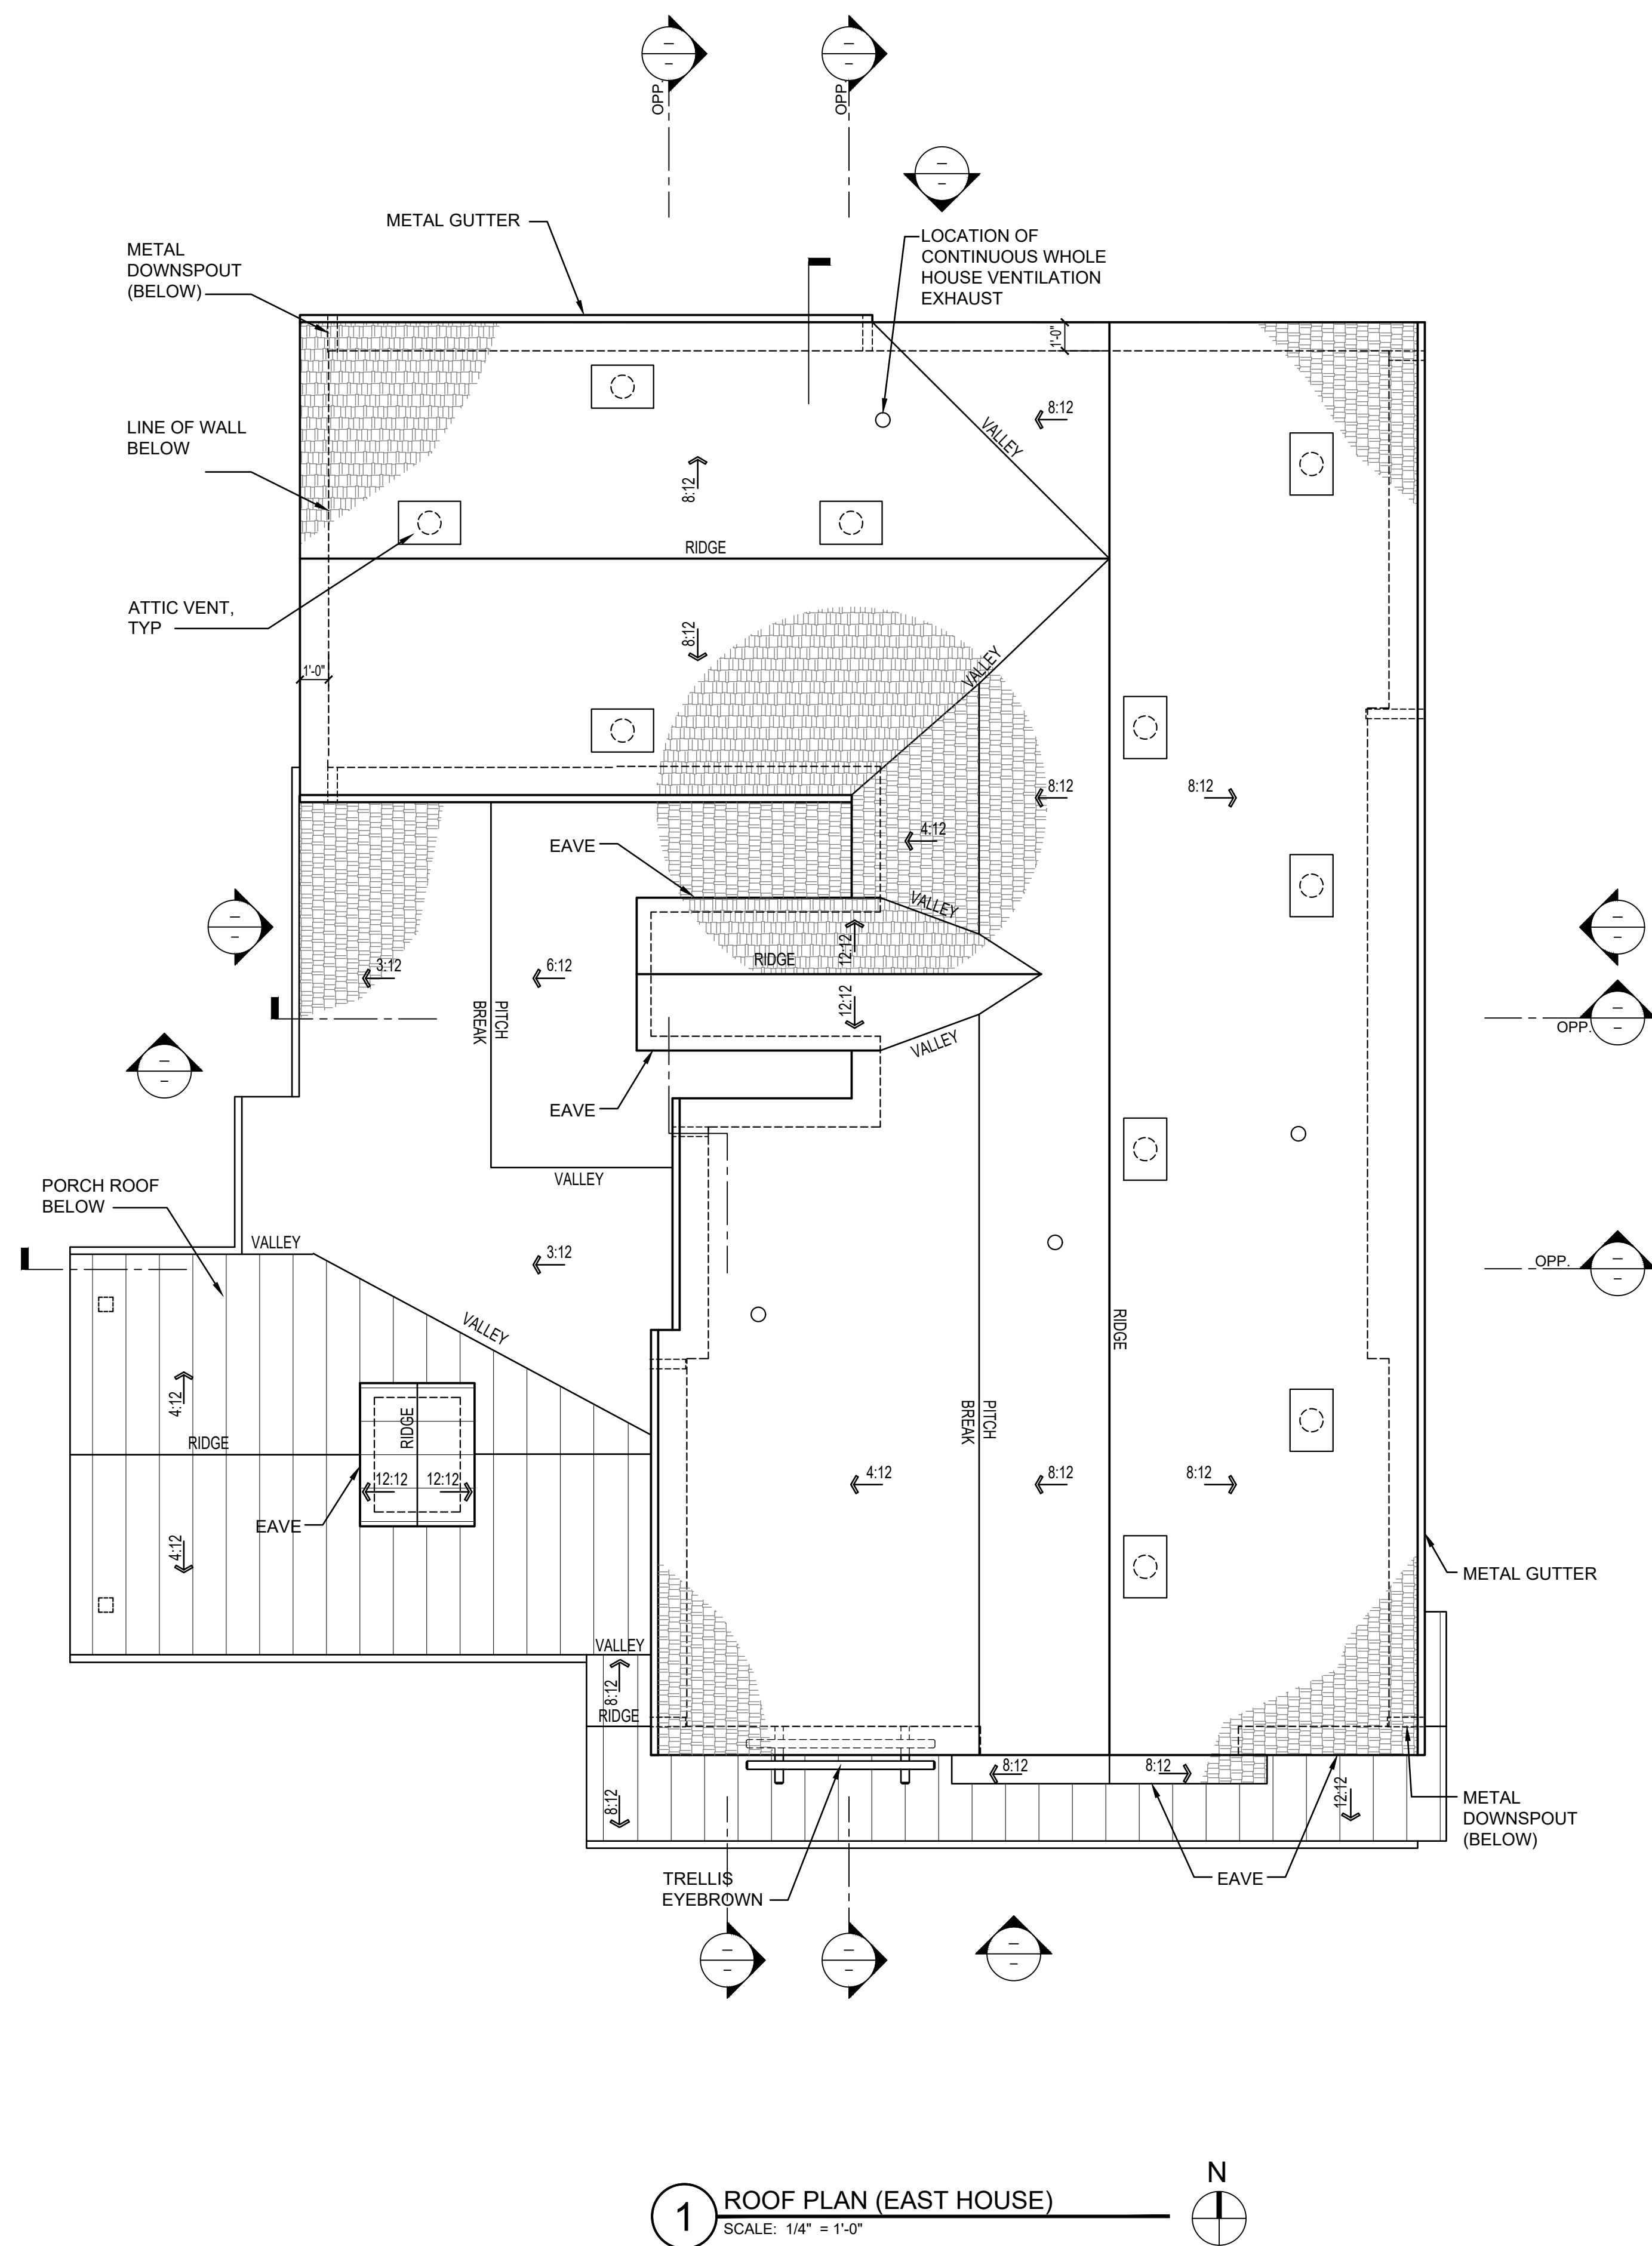 OPP.
OPP.
METAL GUTTER
METAL
DOWNSPOUT
(BELOW)
LOCATION OF
CONTINUOUS WHOLE
HOUSE VENTILATION
EXHAUST
1'-0"
8:12
VALLEY
LINE OF WALL
BELOW
8:12
RIDGE
ATTIC VENT,
TYP
8:12
VALLEY
1'-0"
8:12
8:12
4:12
EAVE
VALLEY
12:12
RIDGE
3:12
6:12
PITCH
BREAK
12:12
VALLEY
OPP.
EAVE
PORCH ROOF
BELOW
VALLEY
VALLEY
3:12
OPP.
VALLEY
RIDGE
4:12
RIDGE
RIDGE
PITCH
BREAK
12:12
12:12
4:12
8:12
8:12
EAVE
4:12
METAL GUTTER
VALLEY
8:12
RIDGE
8:12
8:12
8:12
12:12
METAL
DOWNSPOUT
(BELOW)
TRELLIS
EYEBROWN
EAVE
N
1
ROOF PLAN (EAST HOUSE)
SCALE: 1/4" = 1'-0"